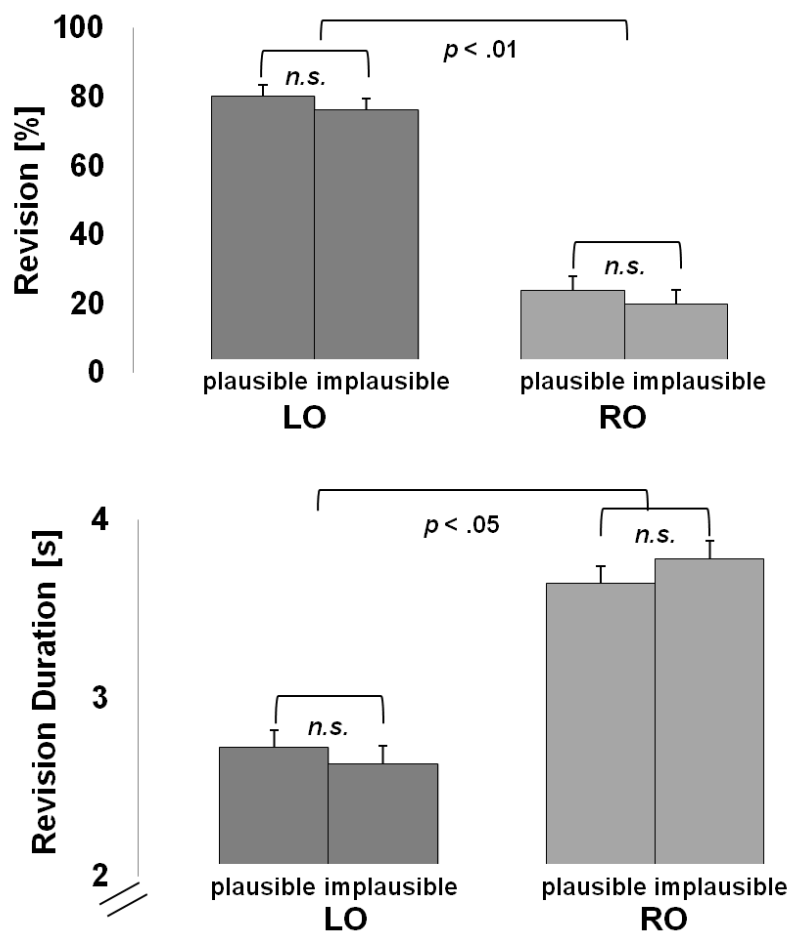 100
p < .01
n.s.
80
60
Revision [%]
40
n.s.
20
0
plausible implausible
plausible implausible
LO
RO
4
p < .05
n.s.
Revision Duration [s]
3
n.s.
2
plausible implausible
plausible implausible
LO
RO